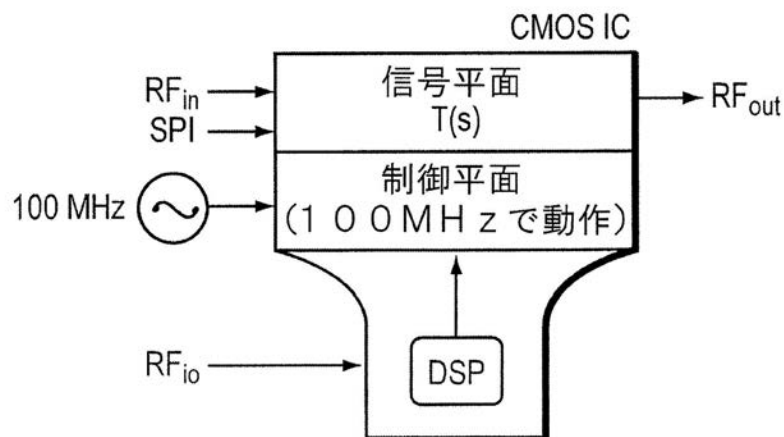 CMOS IC
RFin
信号平面
T(s)
RFout
SPI
100 MHz
制御平面
(１００ＭＨｚで動作)
RFio
DSP